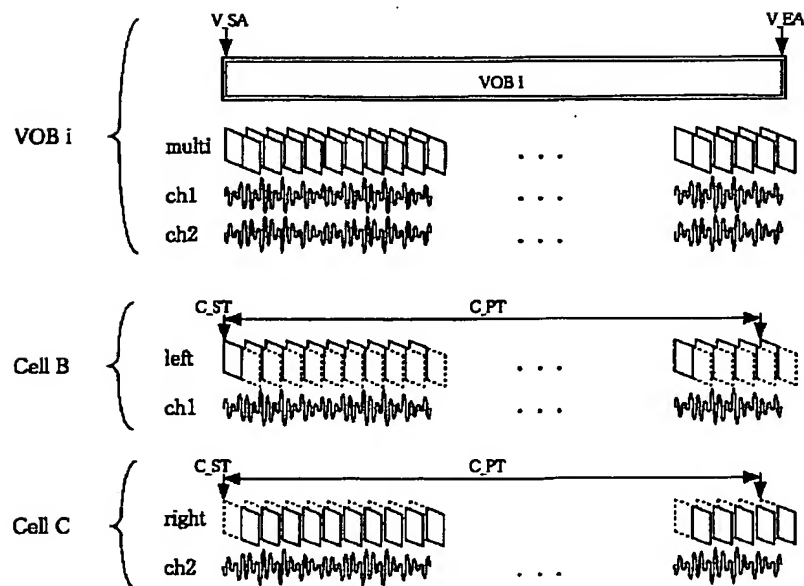 V_SA V_EA
VOB i
VOB i
multi
ch1
ch2
C_ST C_PT
Cell B
left
ch1
C_ST C_PT
Cell C
right
ch2